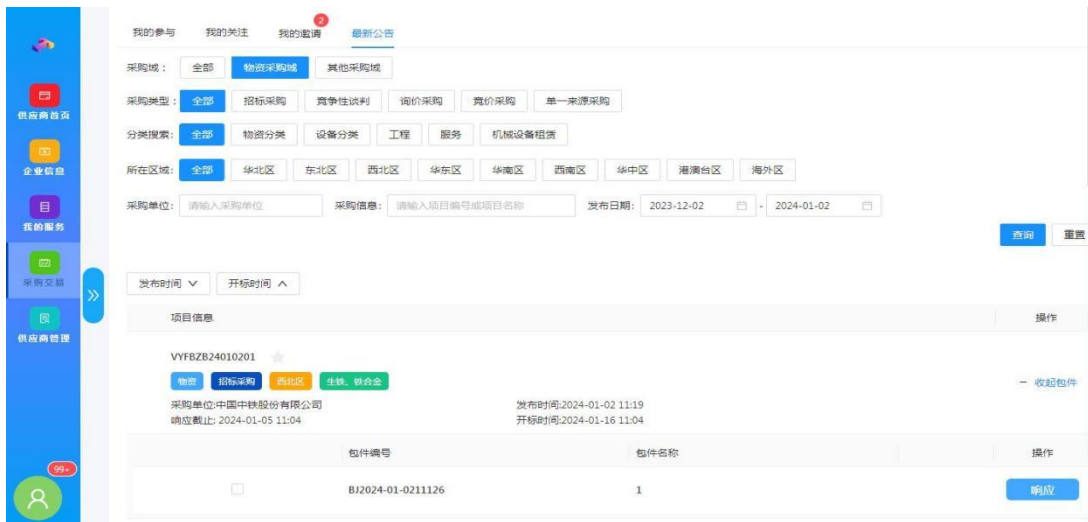 我的参与 我的关注 我的邀请 2 最新公告
采购域： 全部 物资采购域 其他采购域
采购类型： 全部 招标采购 竞争性谈判 询价采购 竞价采购 单一来源采购
分类搜索： 全部 物资分类 设备分类 工程 服务 机械设备租赁
所在区域： 全部 华北区 东北区 西北区 华东区 华南区 西南区 华中区 港澳台区 海外区
采购单位： 请输入采购单位 采购信息： 请输入项目编号或项目名称 发布日期： 2023-12-02 - 2024-01-02
查询 重置
供应商首页
企业信息
我的服务
采购交易
供应商管理
99+
发布时间 开标时间
项目信息 操作
VYFBZB24010201
物资 招标采购 西北区 生铁、铁合金
收起包件
采购单位:中国中铁股份有限公司 发布时间:2024-01-02 11:19
响应截止: 2024-01-05 11:04 开标时间:2024-01-16 11:04
包件编号 包件名称 操作
BJ2024-01-0211126 1 响应